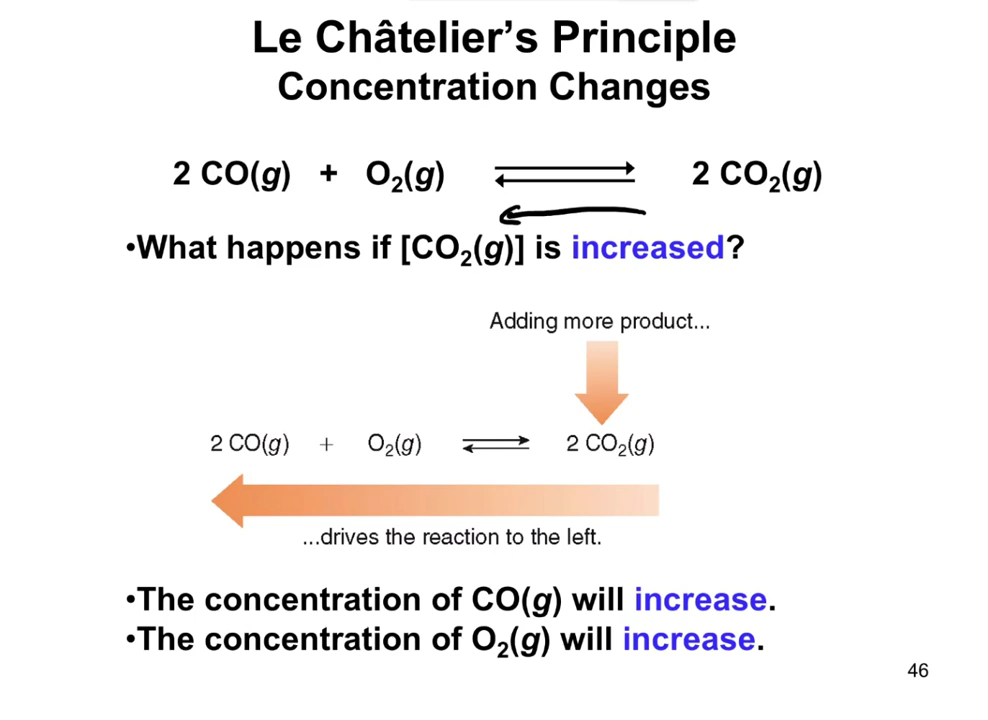 Le Châtelier's Principle
Concentration Changes
2 CO(g) + O₂(g) ⇌ 2 CO₂(g)
•What happens if [CO₂(g)] is increased?
Adding more product...
2 CO(g) + O₂(g) ⇌ 2 CO₂(g)
...drives the reaction to the left.
•The concentration of CO(g) will increase.
•The concentration of O₂(g) will increase.
46